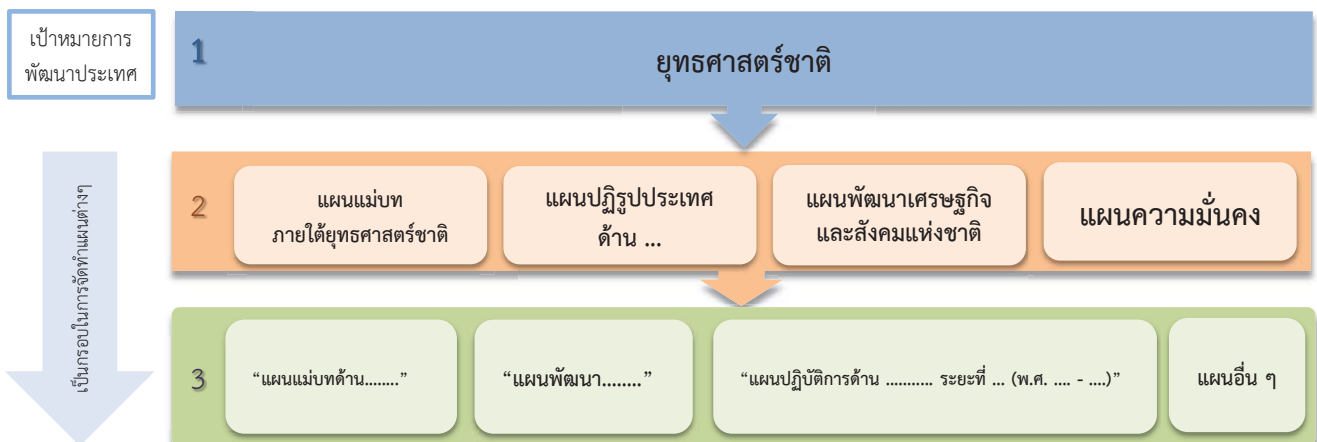 เป้าหมายการ
พัฒนาประเทศ
1
ยุทธศาสตร์ชาติ
เป็นกรอบในการจัดทำแผนต่างๆ
2
แผนแม่บท
ภายใต้ยุทธศาสตร์ชาติ
แผนปฏิรูปประเทศ
ด้าน ...
แผนพัฒนาเศรษฐกิจ
และสังคมแห่งชาติ
แผนความมั่นคง
3
“แผนแม่บทด้าน........”
“แผนพัฒนา........”
“แผนปฏิบัติการด้าน ........... ระยะที่ ... (พ.ศ. .... - ....)”
แผนอื่น ๆ